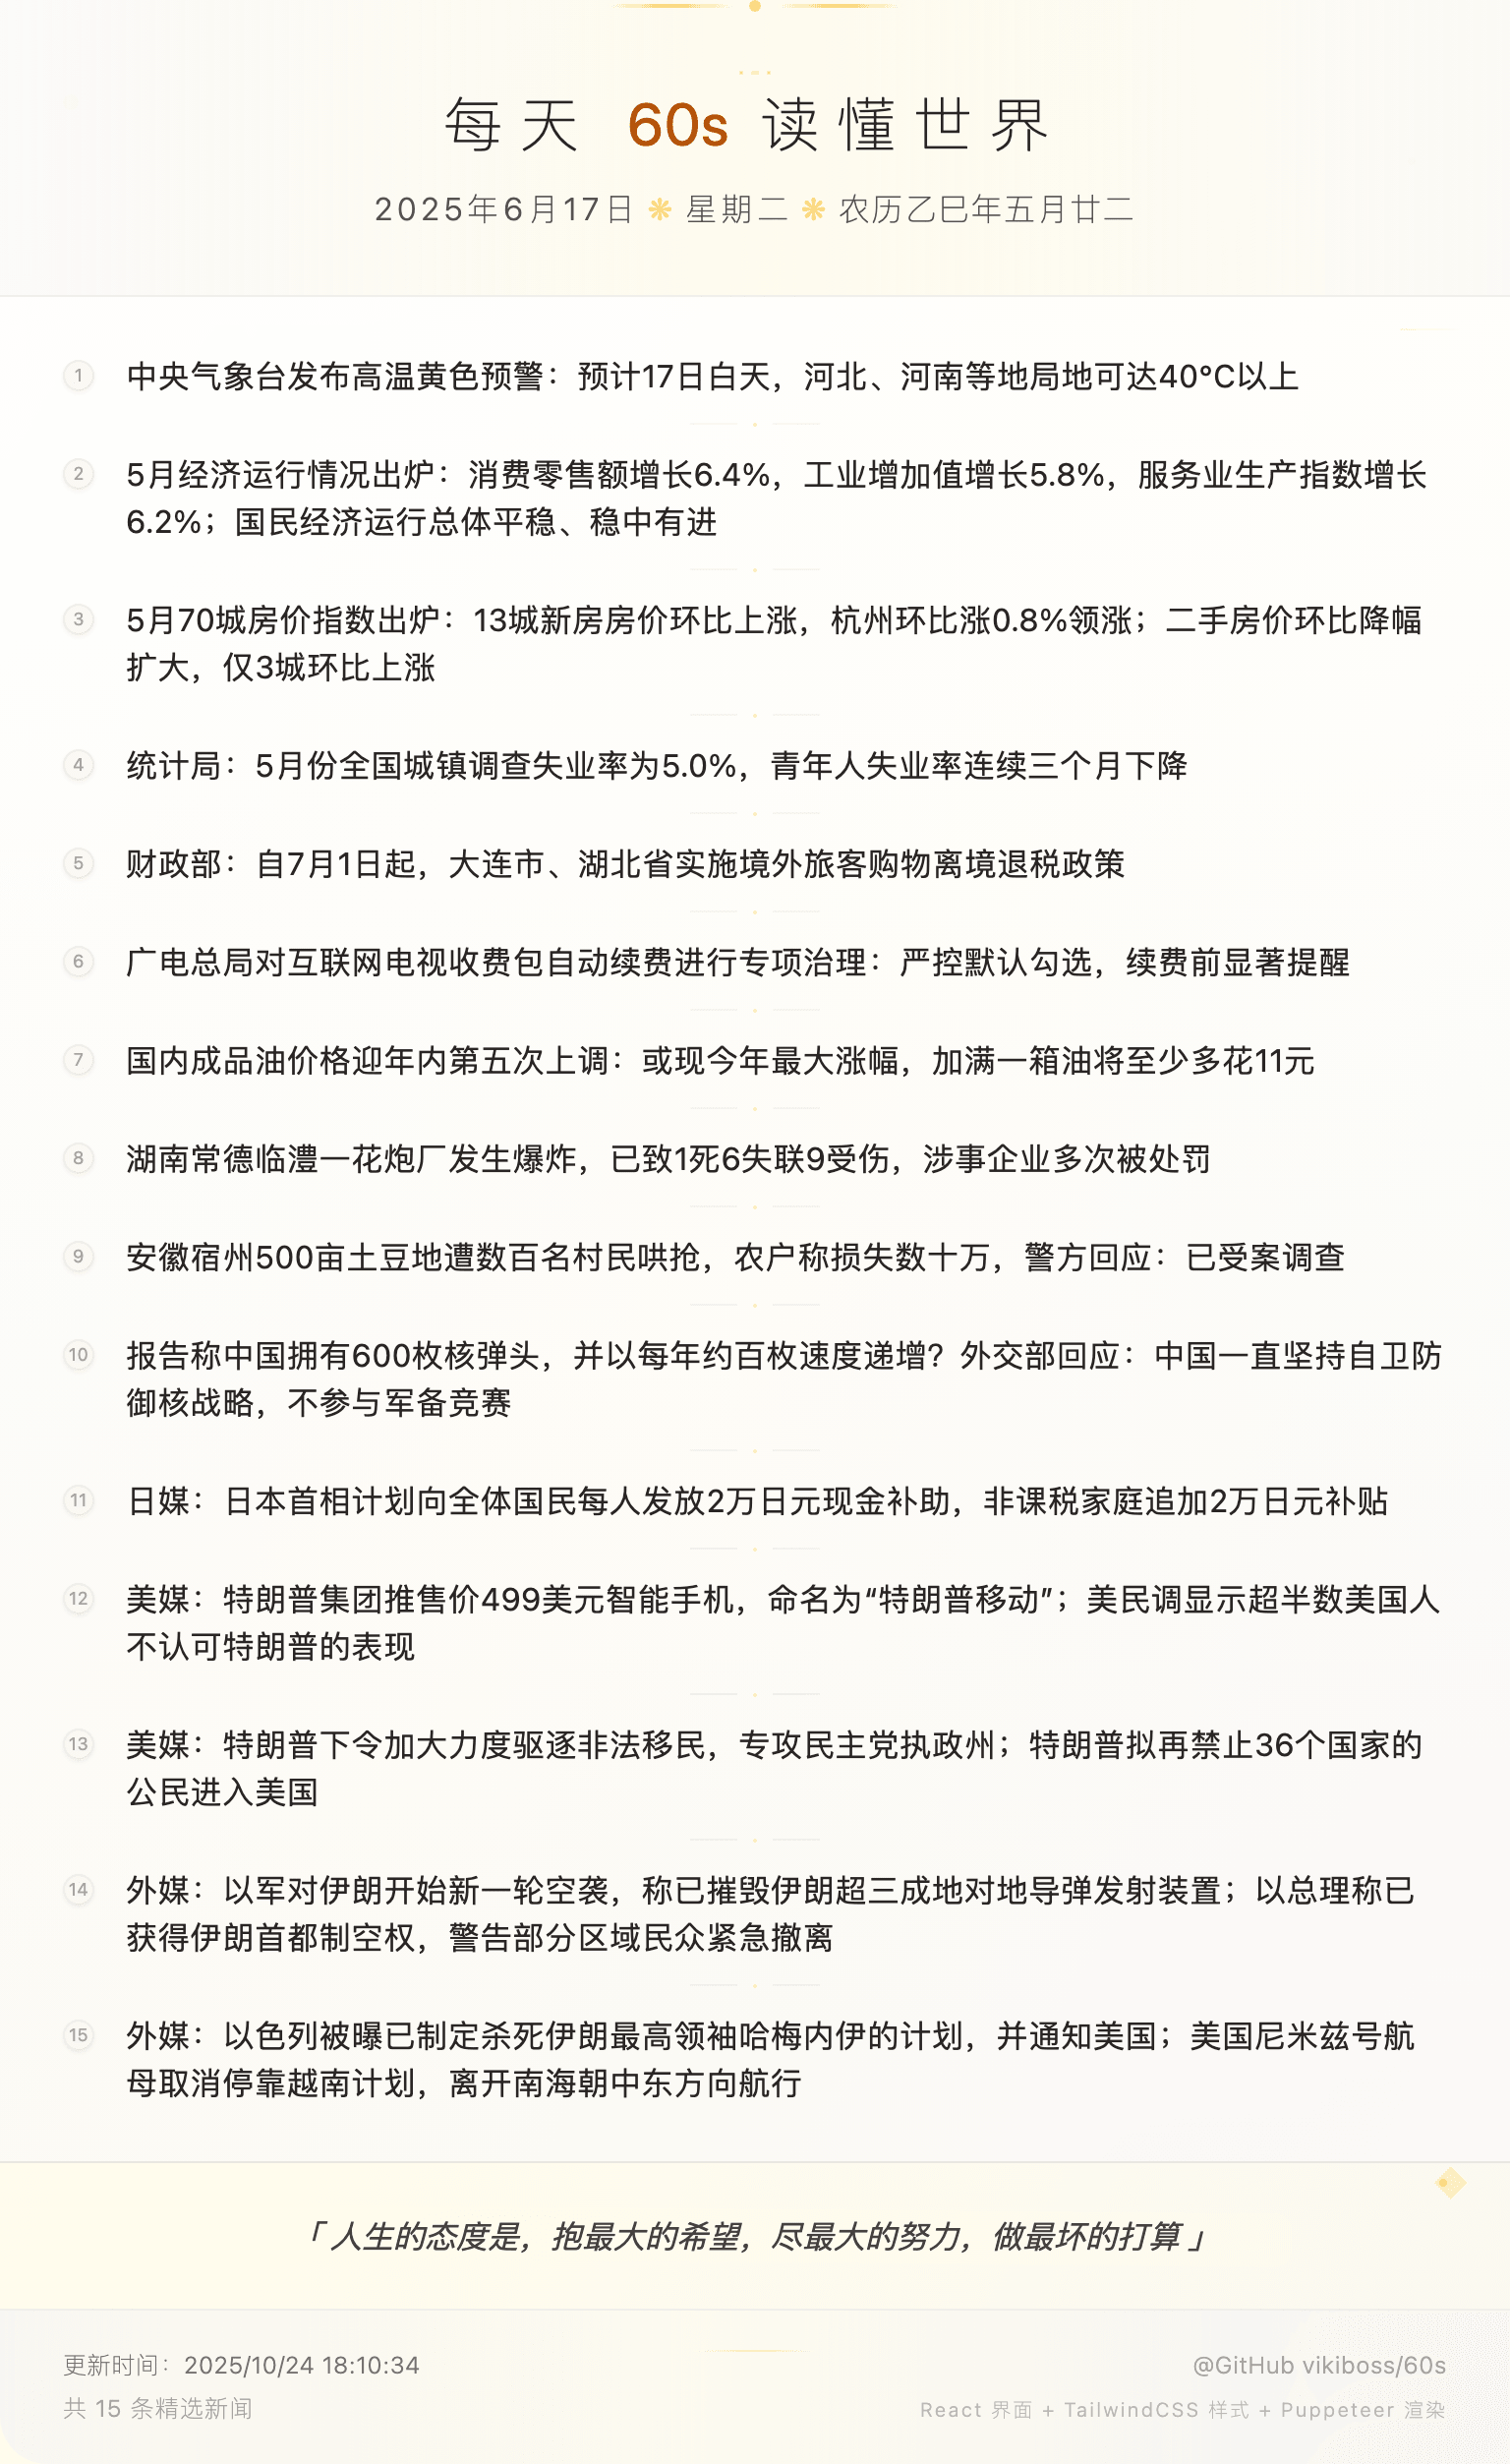 每天 60s 读懂世界
2025年6月17日 ❋ 星期二 ❋ 农历乙巳年五月廿二
1 中央气象台发布高温黄色预警：预计17日白天，河北、河南等地局地可达40°C以上
2 5月经济运行情况出炉：消费零售额增长6.4%，工业增加值增长5.8%，服务业生产指数增长
6.2%；国民经济运行总体平稳、稳中有进
3 5月70城房价指数出炉：13城新房房价环比上涨，杭州环比涨0.8%领涨；二手房价环比降幅
扩大，仅3城环比上涨
4 统计局：5月份全国城镇调查失业率为5.0%，青年人失业率连续三个月下降
5 财政部：自7月1日起，大连市、湖北省实施境外旅客购物离境退税政策
6 广电总局对互联网电视收费包自动续费进行专项治理：严控默认勾选，续费前显著提醒
7 国内成品油价格迎年内第五次上调：或现今年最大涨幅，加满一箱油将至少多花11元
8 湖南常德临澧一花炮厂发生爆炸，已致1死6失联9受伤，涉事企业多次被处罚
9 安徽宿州500亩土豆地遭数百名村民哄抢，农户称损失数十万，警方回应：已受案调查
10 报告称中国拥有600枚核弹头，并以每年约百枚速度递增？外交部回应：中国一直坚持自卫防
御核战略，不参与军备竞赛
11 日媒：日本首相计划向全体国民每人发放2万日元现金补助，非课税家庭追加2万日元补贴
12 美媒：特朗普集团推售价499美元智能手机，命名为“特朗普移动”；美民调显示超半数美国人
不认可特朗普的表现
13 美媒：特朗普下令加大力度驱逐非法移民，专攻民主党执政州；特朗普拟再禁止36个国家的
公民进入美国
14 外媒：以军对伊朗开始新一轮空袭，称已摧毁伊朗超三成地对地导弹发射装置；以总理称已
获得伊朗首都制空权，警告部分区域民众紧急撤离
15 外媒：以色列被曝已制定杀死伊朗最高领袖哈梅内伊的计划，并通知美国；美国尼米兹号航
母取消停靠越南计划，离开南海朝中东方向航行
「 人生的态度是，抱最大的希望，尽最大的努力，做最坏的打算 」
更新时间：2025/10/24 18:10:34
@GitHub vikiboss/60s
共 15 条精选新闻
React 界面 + TailwindCSS 样式 + Puppeteer 渲染